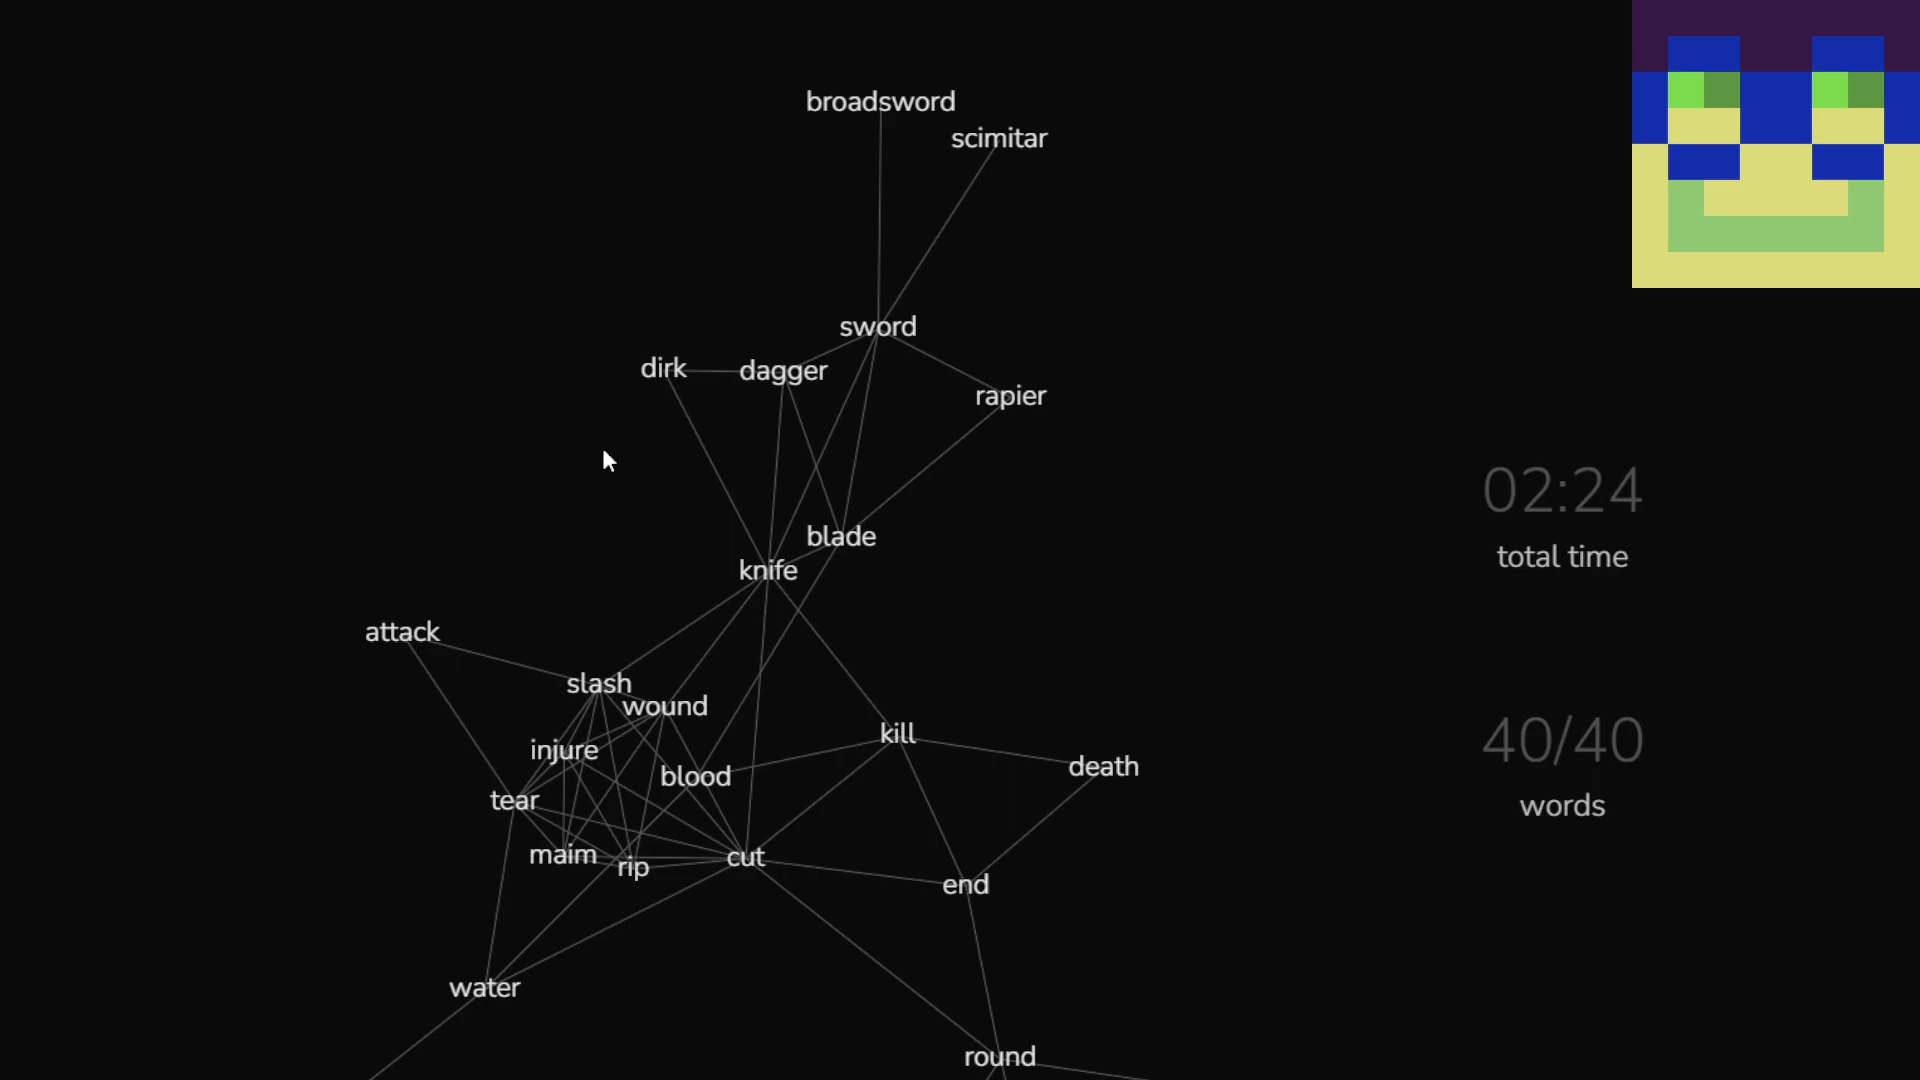 broadsword
scimitar
sword
dirk
dagger
rapier
02:24
total time
blade
knife
attack
slash
wound
kill
40/40
injure
death
blood
tear
words
maim
rip
cut
end
water
round